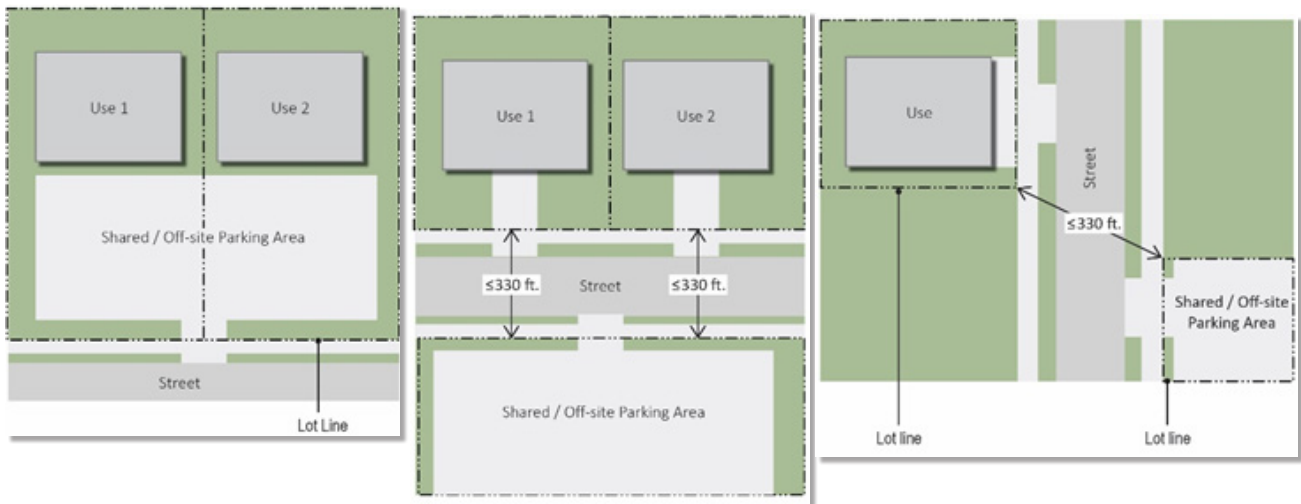 Use 1
Use 2
Shared / Off-site Parking Area
Street
Lot Line
Use 1
Use 2
≤330 ft.
Street
≤330 ft.
Shared / Off-site Parking Area
Use
Street
≤330 ft.
Shared / Off-site
Parking Area
Lot line
Lot line